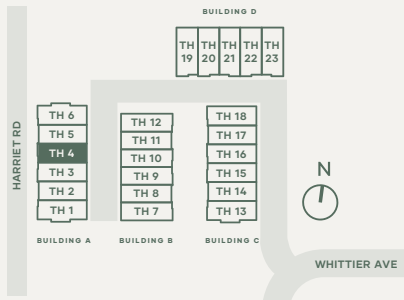 BUILDING D
TH 19
TH 20
TH 21
TH 22
TH 23
HARRIET RD
TH 6
TH 5
TH 4
TH 3
TH 2
TH 1
BUILDING A
TH 12
TH 11
TH 10
TH 9
TH 8
TH 7
BUILDING B
TH 18
TH 17
TH 16
TH 15
TH 14
TH 13
BUILDING C
N
WHITTIER AVE